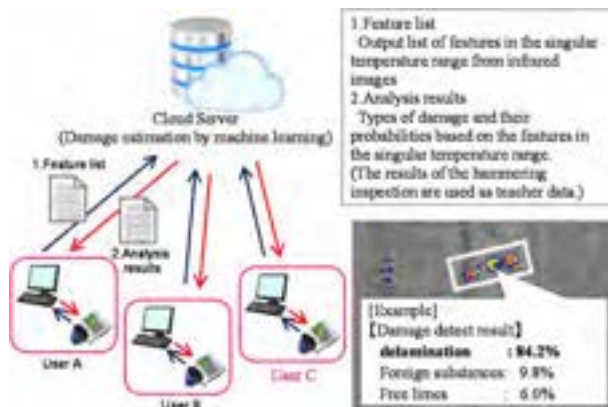 Cloud Server
(Damage estimation by machine learning)
1.Feature list
2.Analysis
results
User A
User B
User C
1.Feature list
Output list of features in the singular
temperature range from infrared
images
2.Analysis results
Types of damage and their
probabilities based on the features in
the singular temperature range.
(The results of the hammering
inspection are used as teacher data.)
[Example]
【Damage detect result】
delamination : 84.2%
Foreign substances: 9.8%
Free limes : 6.0%